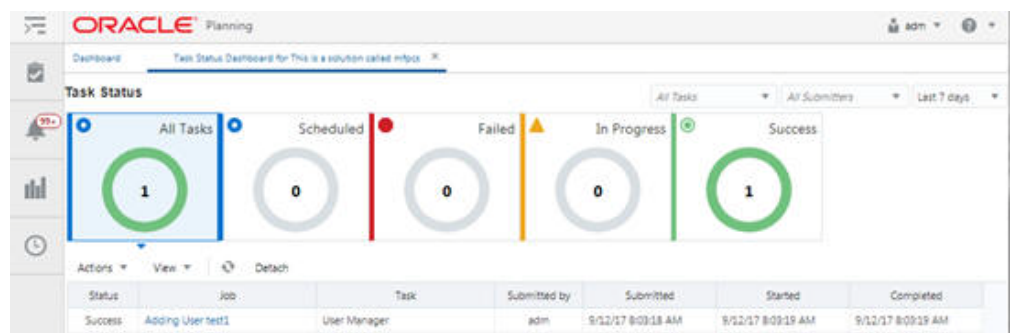 ORACLE Planning adm
Dashboard Task Status Dashboard for This is a solution called mfpcs
Task Status All Tasks All Submitters Last 7 days
99+
All Tasks Scheduled Failed In Progress Success
1 0 0 0 1
Actions View Detach
Status Job Task Submitted by Submitted Started Completed
Success Adding User test1 User Manager adm 9/12/17 8:03:18 AM 9/12/17 8:03:19 AM 9/12/17 8:03:19 AM